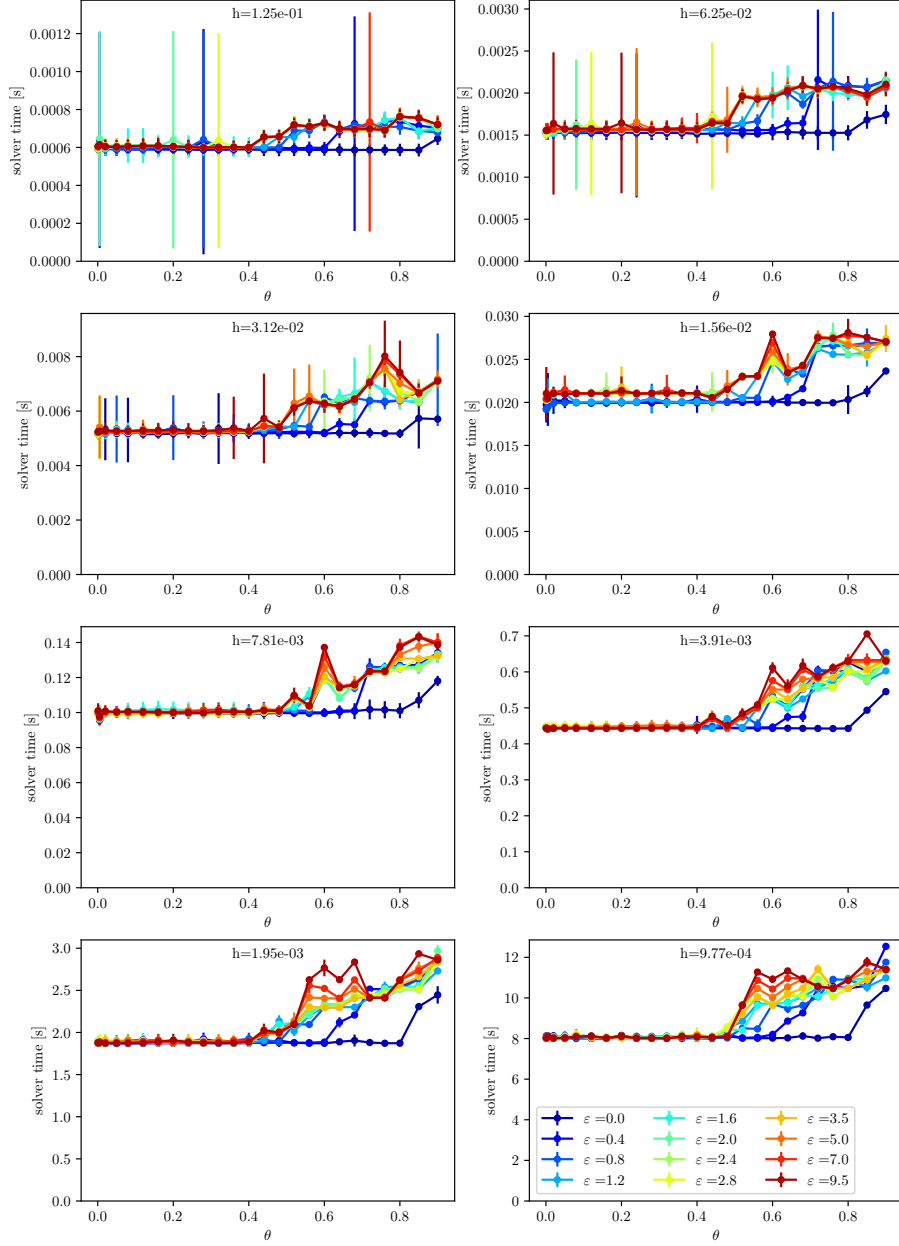 h=1.25e-01
solver time [s]
0.0012
0.0010
0.0008
0.0006
0.0004
0.0002
0.0000
0.0 0.2 0.4 0.6 0.8
θ
h=6.25e-02
solver time [s]
0.0030
0.0025
0.0020
0.0015
0.0010
0.0005
0.0000
0.0 0.2 0.4 0.6 0.8
θ
h=3.12e-02
solver time [s]
0.008
0.006
0.004
0.002
0.000
0.0 0.2 0.4 0.6 0.8
θ
h=1.56e-02
solver time [s]
0.030
0.025
0.020
0.015
0.010
0.005
0.000
0.0 0.2 0.4 0.6 0.8
θ
h=7.81e-03
solver time [s]
0.14
0.12
0.10
0.08
0.06
0.04
0.02
0.00
0.0 0.2 0.4 0.6 0.8
θ
h=3.91e-03
solver time [s]
0.7
0.6
0.5
0.4
0.3
0.2
0.1
0.0
0.0 0.2 0.4 0.6 0.8
θ
h=1.95e-03
solver time [s]
3.0
2.5
2.0
1.5
1.0
0.5
0.0
0.0 0.2 0.4 0.6 0.8
θ
h=9.77e-04
solver time [s]
12
10
8
6
4
2
0
0.0 0.2 0.4 0.6 0.8
θ
ε =0.0
ε =0.4
ε =0.8
ε =1.2
ε =1.6
ε =2.0
ε =2.4
ε =2.8
ε =3.5
ε =5.0
ε =7.0
ε =9.5